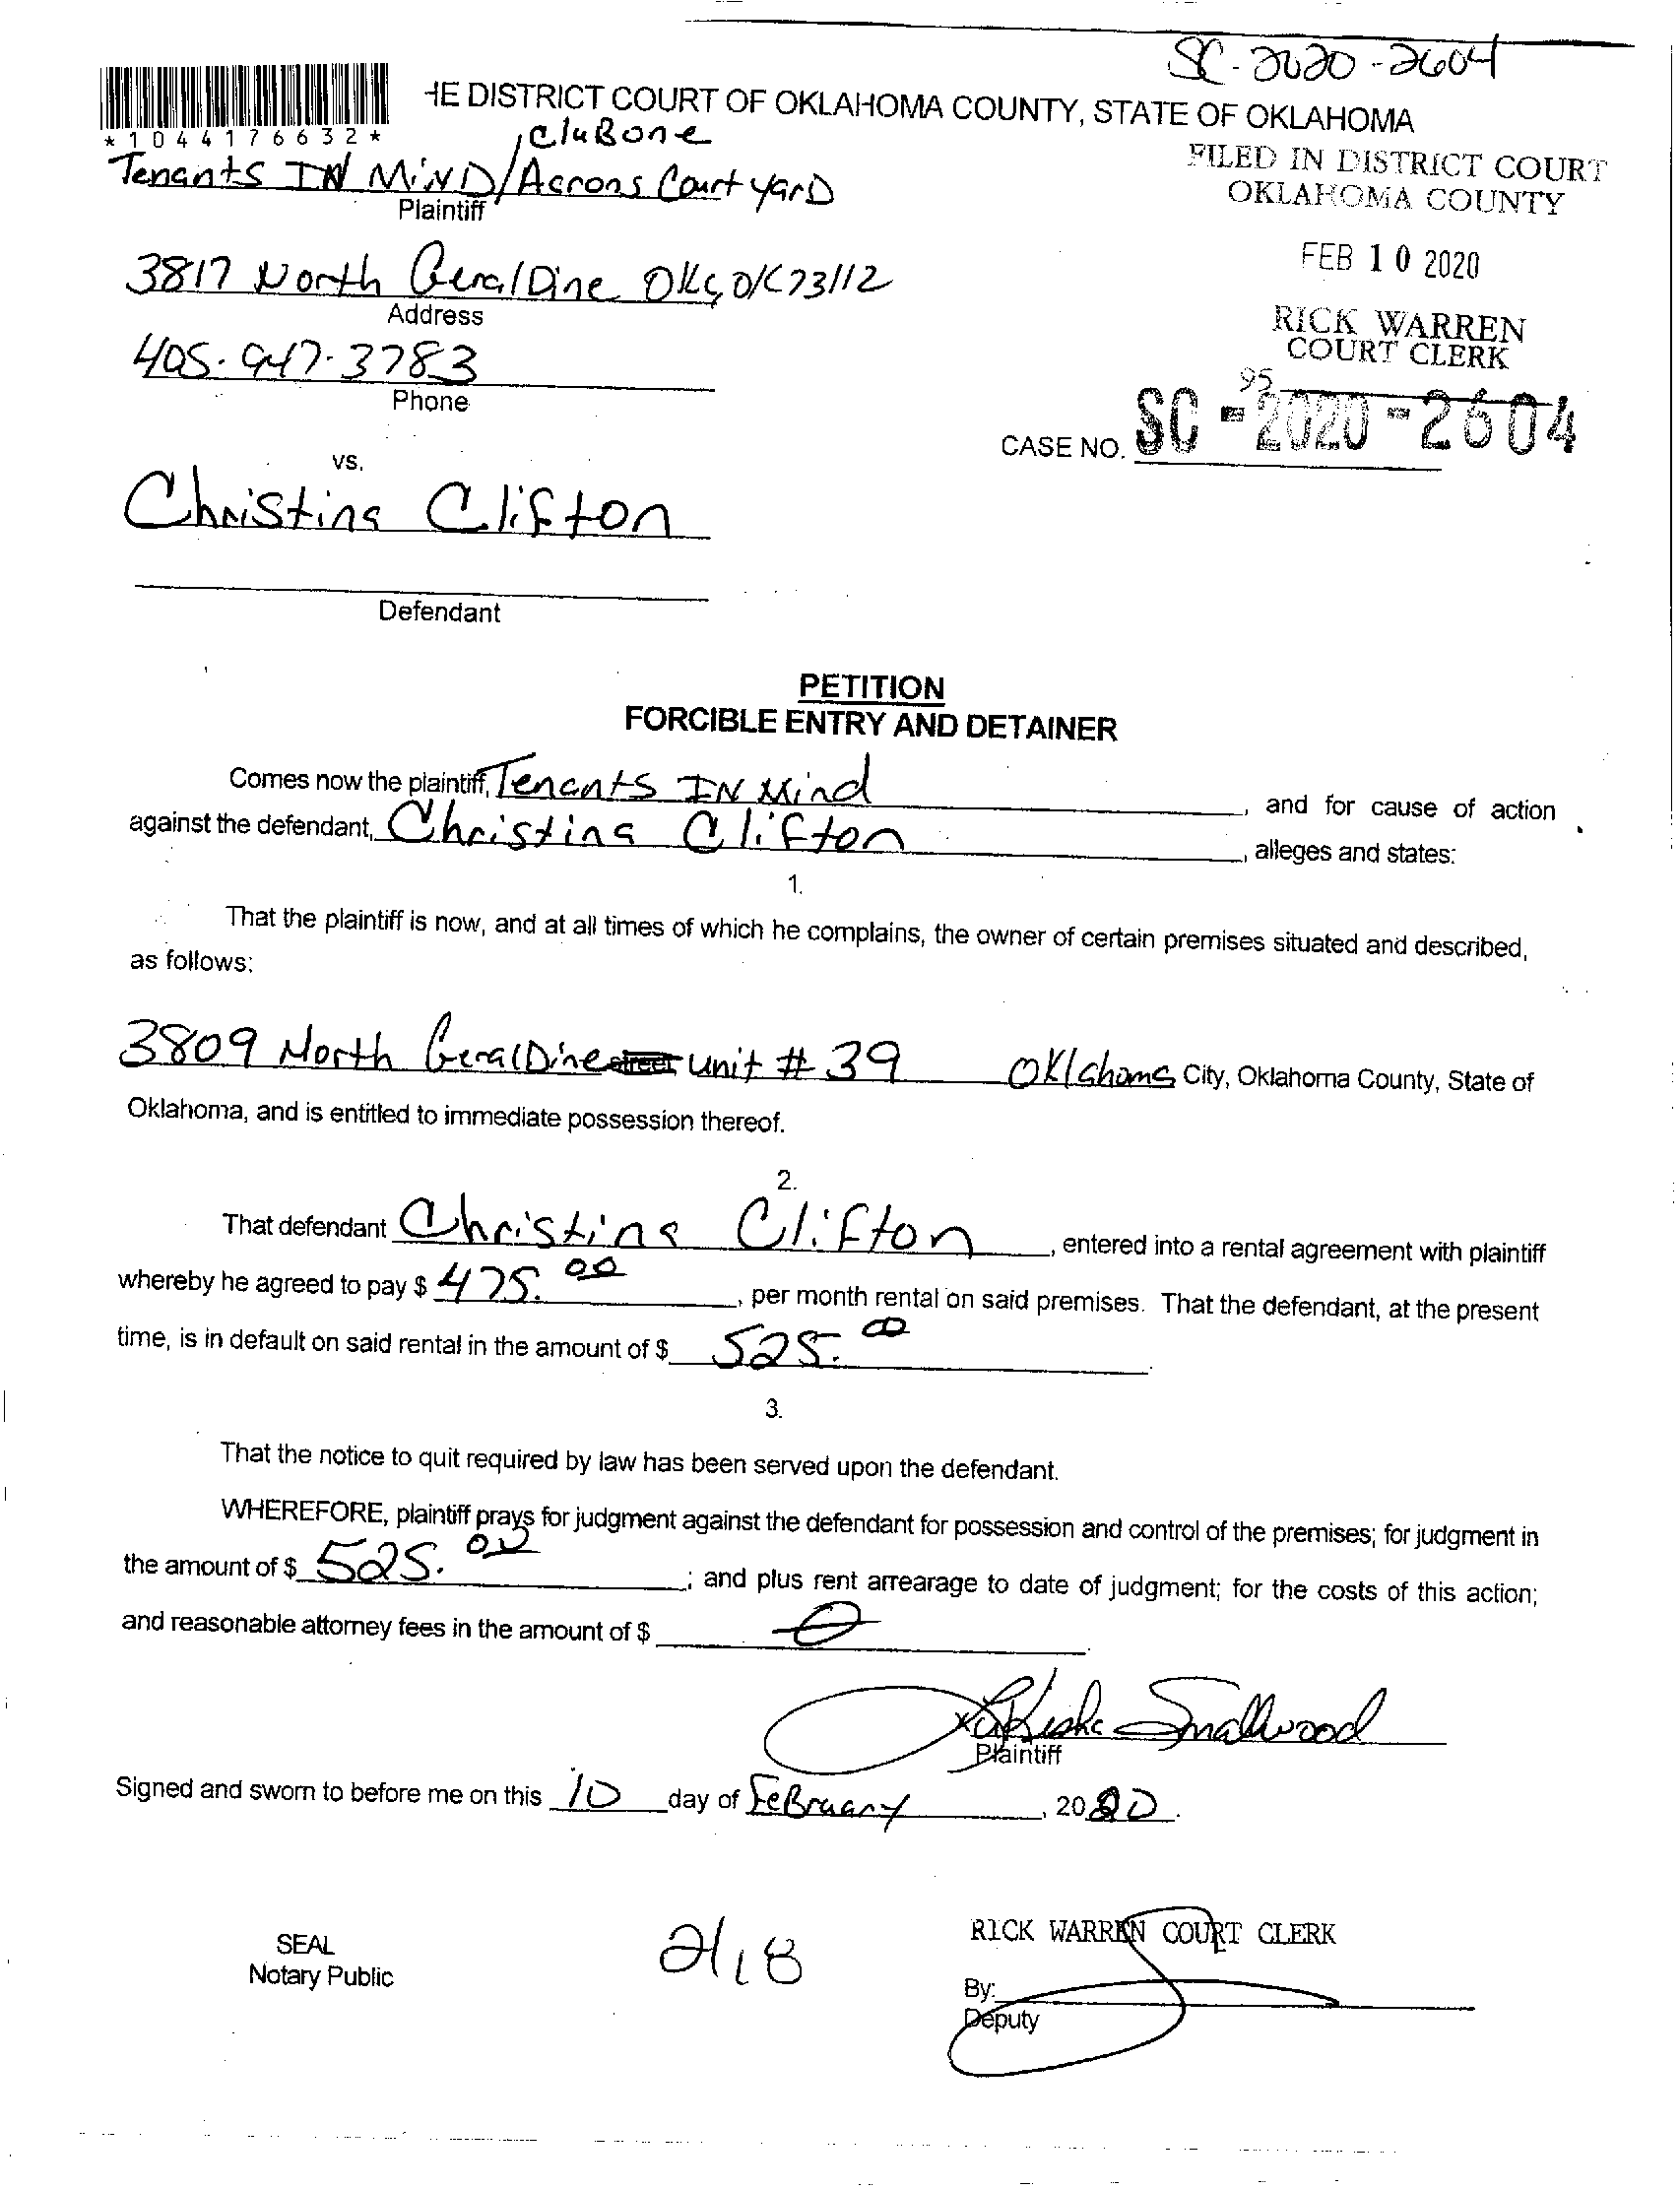 SC-2020-2604
HE DISTRICT COURT OF OKLAHOMA COUNTY, STATE OF OKLAHOMA
*1044176632*
CluBone
Tenants IN MiND/Acrons CourtyarD
Plaintiff
FILED IN DISTRICT COURT
OKLAHOMA COUNTY
3817 North GeralDine OKC, OK 73112
Address
FEB 10 2020
405-947-3783
Phone
RICK WARREN
COURT CLERK
95
CASE NO. SC-2020-2604
vs.
Christina Clifton
Defendant
PETITION
FORCIBLE ENTRY AND DETAINER
Comes now the plaintiff, Tenants IN Mind, and for cause of action
against the defendant, Christina Clifton, alleges and states:
1.
That the plaintiff is now, and at all times of which he complains, the owner of certain premises situated and described,
as follows:
3809 North GeralDine street unit # 39 Oklahoma City, Oklahoma County, State of
Oklahoma, and is entitled to immediate possession thereof.
2.
That defendant Christina Clifton, entered into a rental agreement with plaintiff
whereby he agreed to pay $ 475.00, per month rental on said premises. That the defendant, at the present
time, is in default on said rental in the amount of $ 525.00
3.
That the notice to quit required by law has been served upon the defendant.
WHEREFORE, plaintiff prays for judgment against the defendant for possession and control of the premises; for judgment in
the amount of $ 525.00; and plus rent arrearage to date of judgment; for the costs of this action;
and reasonable attorney fees in the amount of $ 0
x LaKisha Smallwood
Plaintiff
Signed and sworn to before me on this 10 day of FeBruary, 2020.
SEAL
Notary Public
2/18
RICK WARREN COURT CLERK
By:
Deputy